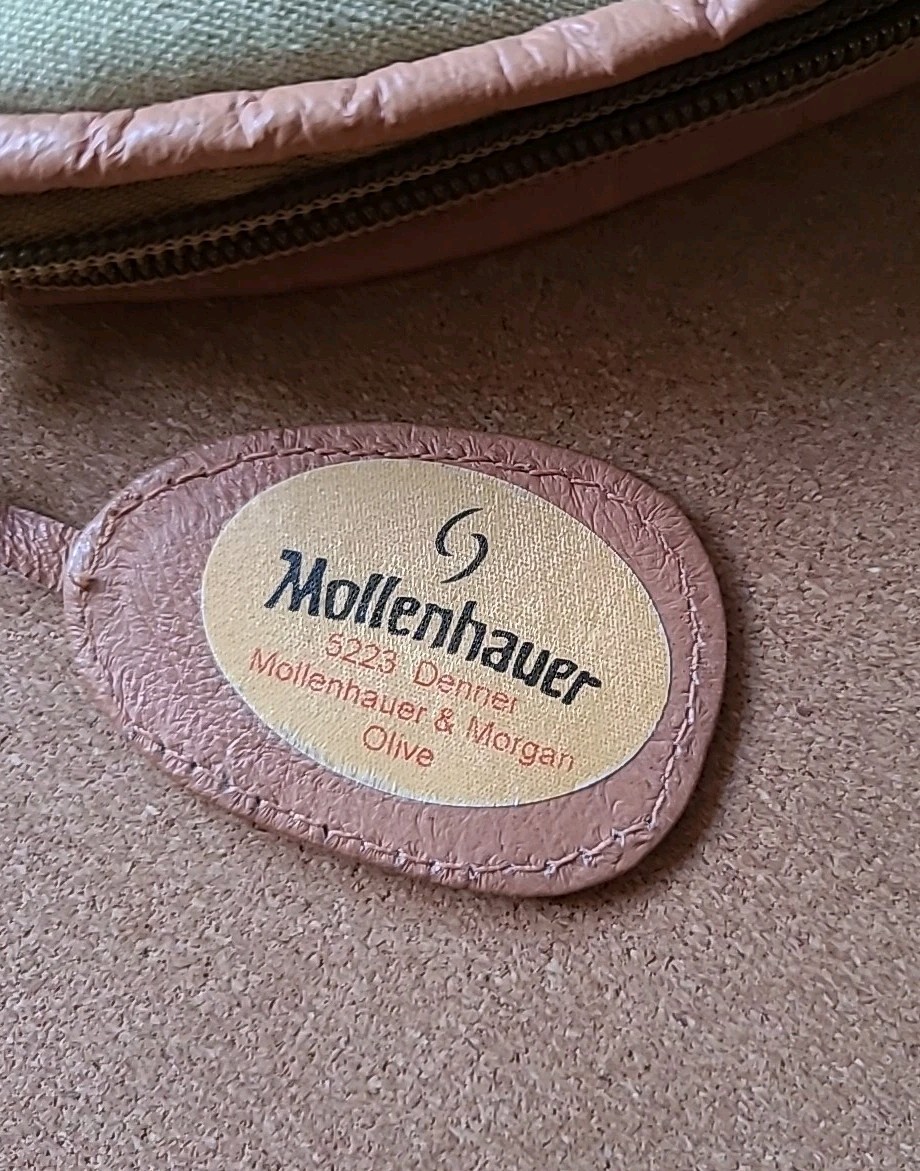 Mollenhauer
5223 Denner
Mollenhauer & Morgan
Olive